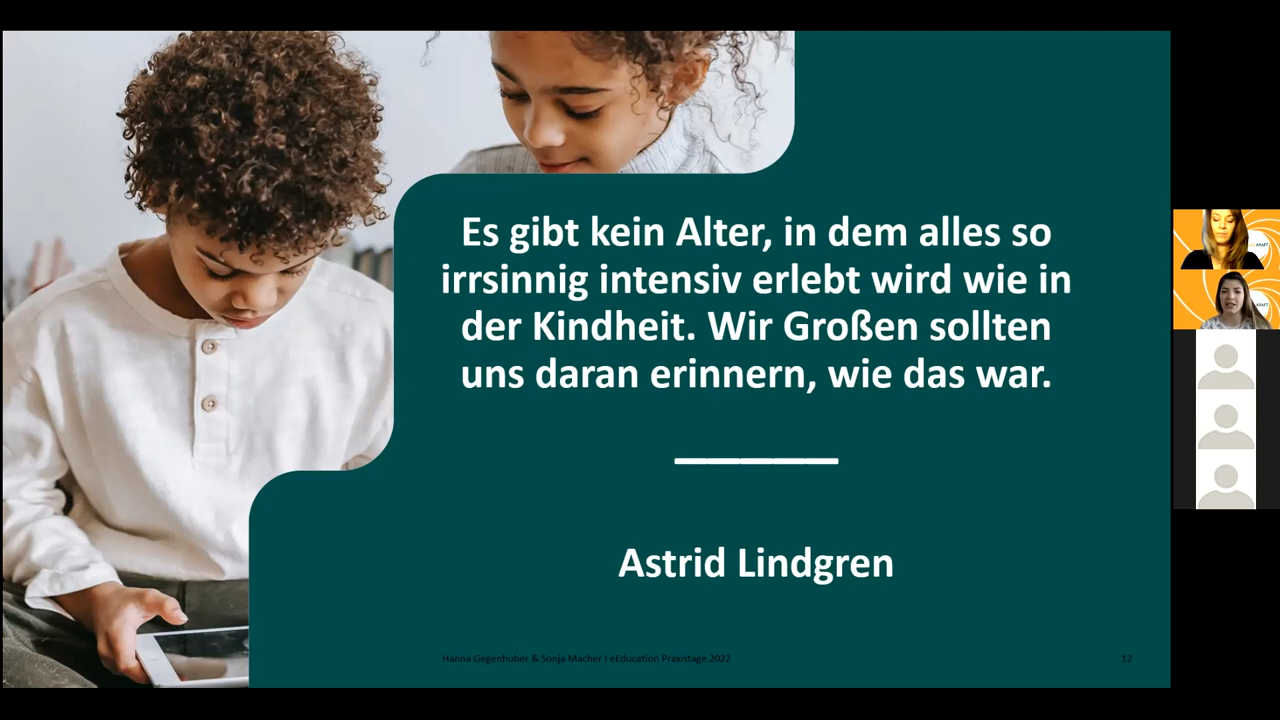 Es gibt kein Alter, in dem alles so
irrsinnig intensiv erlebt wird wie in
der Kindheit. Wir Großen sollten
uns daran erinnern, wie das war.
Astrid Lindgren
Hanna Gegenhuber & Sonja Macher I eEducation Praxistage 2022
12